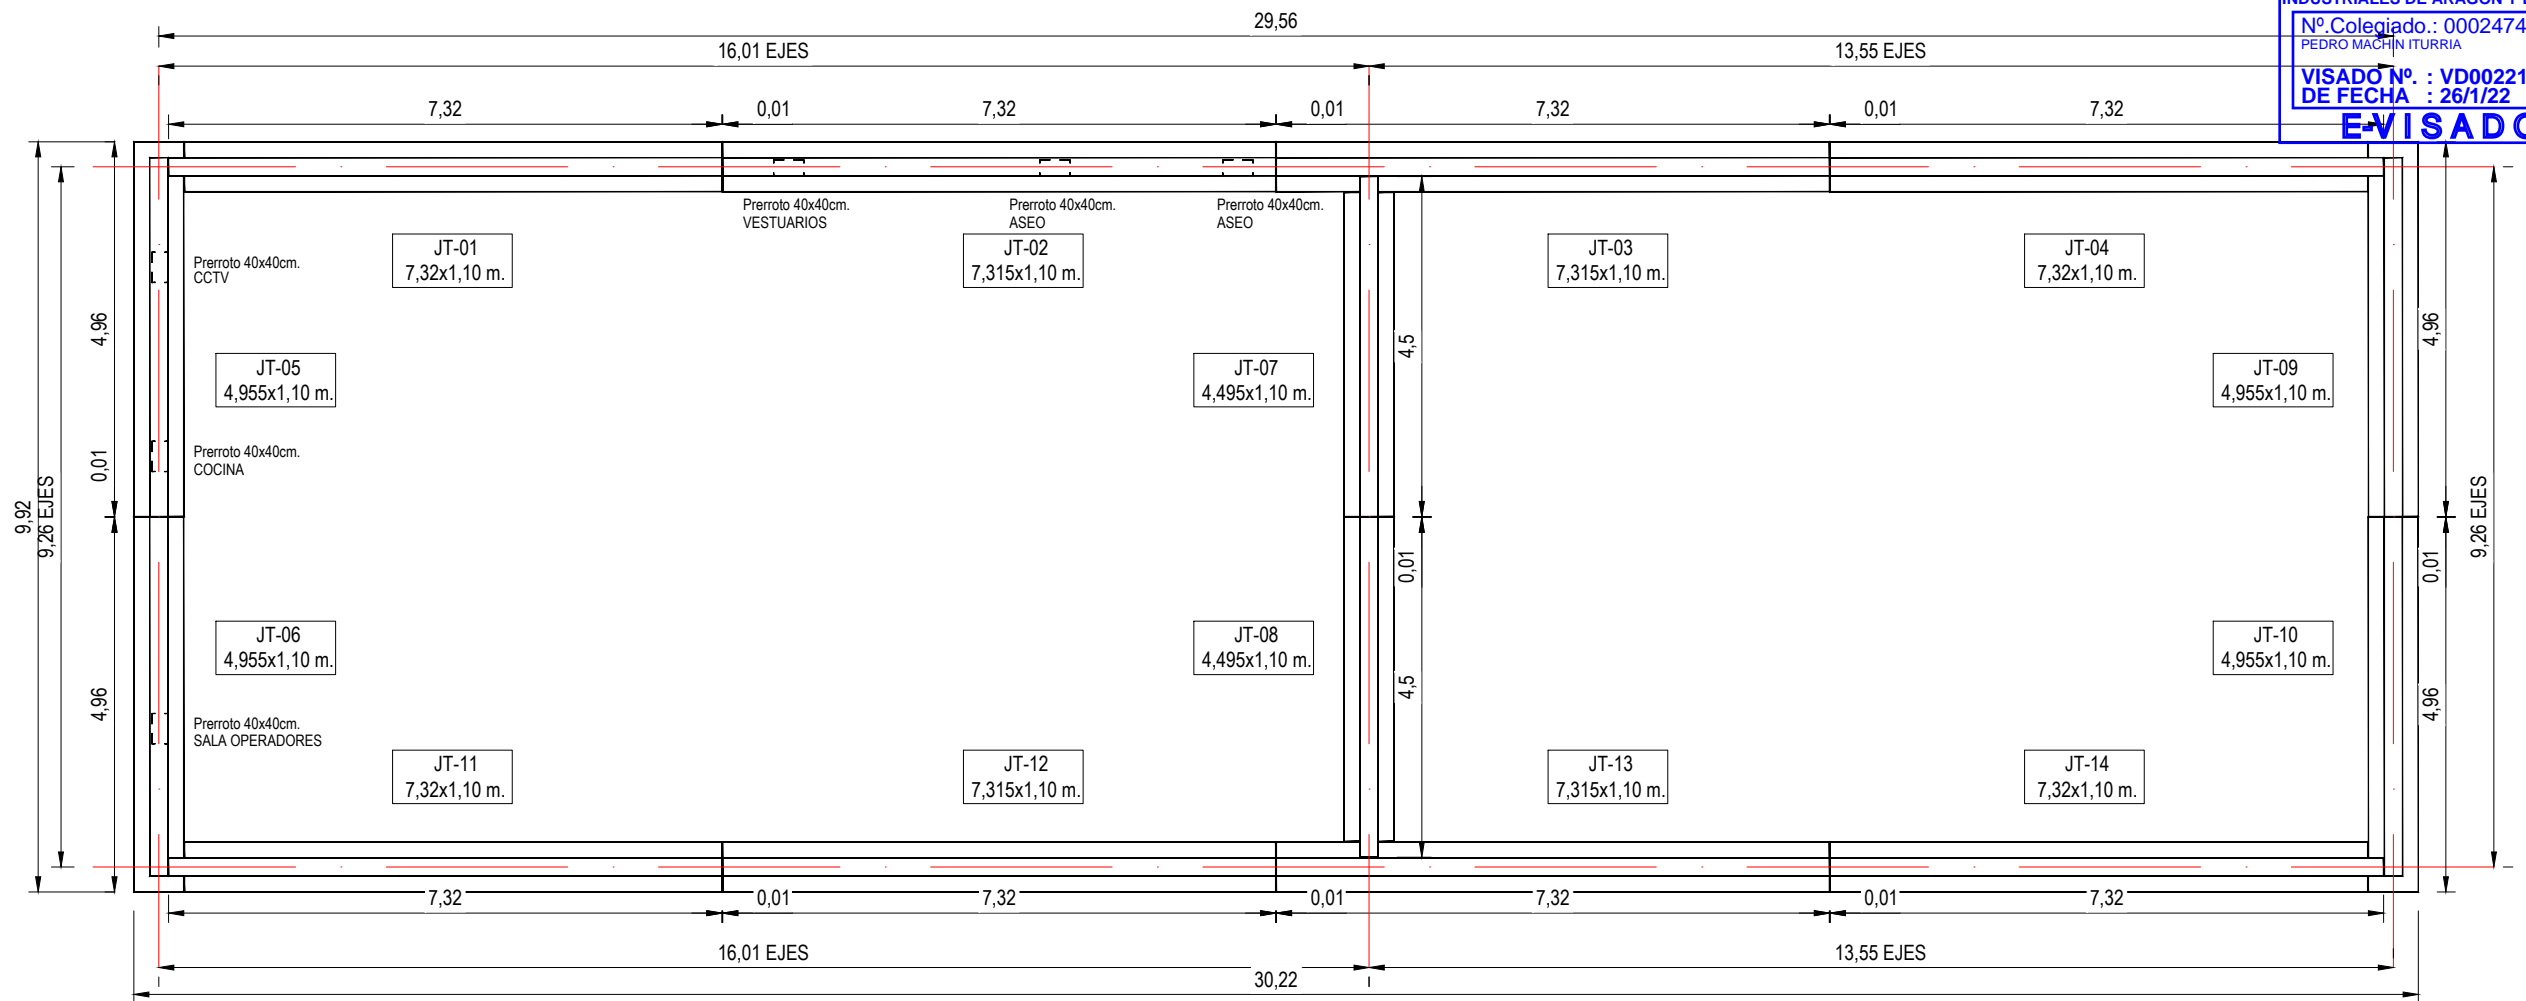 INDUSTRIALES DE ARAGON Y
Nº.Colegiado.: 0002474
PEDRO MACHIN ITURRIA
VISADO Nº. : VD00221
DE FECHA : 26/1/22
E-VISADO
29,56
16,01 EJES
13,55 EJES
7,32
0,01
7,32
0,01
7,32
0,01
7,32
Prerroto 40x40cm.
VESTUARIOS
Prerroto 40x40cm.
ASEO
Prerroto 40x40cm.
ASEO
JT-01
7,32x1,10 m.
JT-02
7,315x1,10 m.
JT-03
7,315x1,10 m.
JT-04
7,32x1,10 m.
Prerroto 40x40cm.
CCTV
4,96
4,5
4,96
JT-05
4,955x1,10 m.
JT-07
4,495x1,10 m.
JT-09
4,955x1,10 m.
Prerroto 40x40cm.
COCINA
0,01
9,92
9,26 EJES
9,26 EJES
0,01
0,01
JT-06
4,955x1,10 m.
JT-08
4,495x1,10 m.
JT-10
4,955x1,10 m.
4,96
4,5
4,96
Prerroto 40x40cm.
SALA OPERADORES
JT-11
7,32x1,10 m.
JT-12
7,315x1,10 m.
JT-13
7,315x1,10 m.
JT-14
7,32x1,10 m.
7,32
0,01
7,32
0,01
7,32
0,01
7,32
16,01 EJES
13,55 EJES
30,22